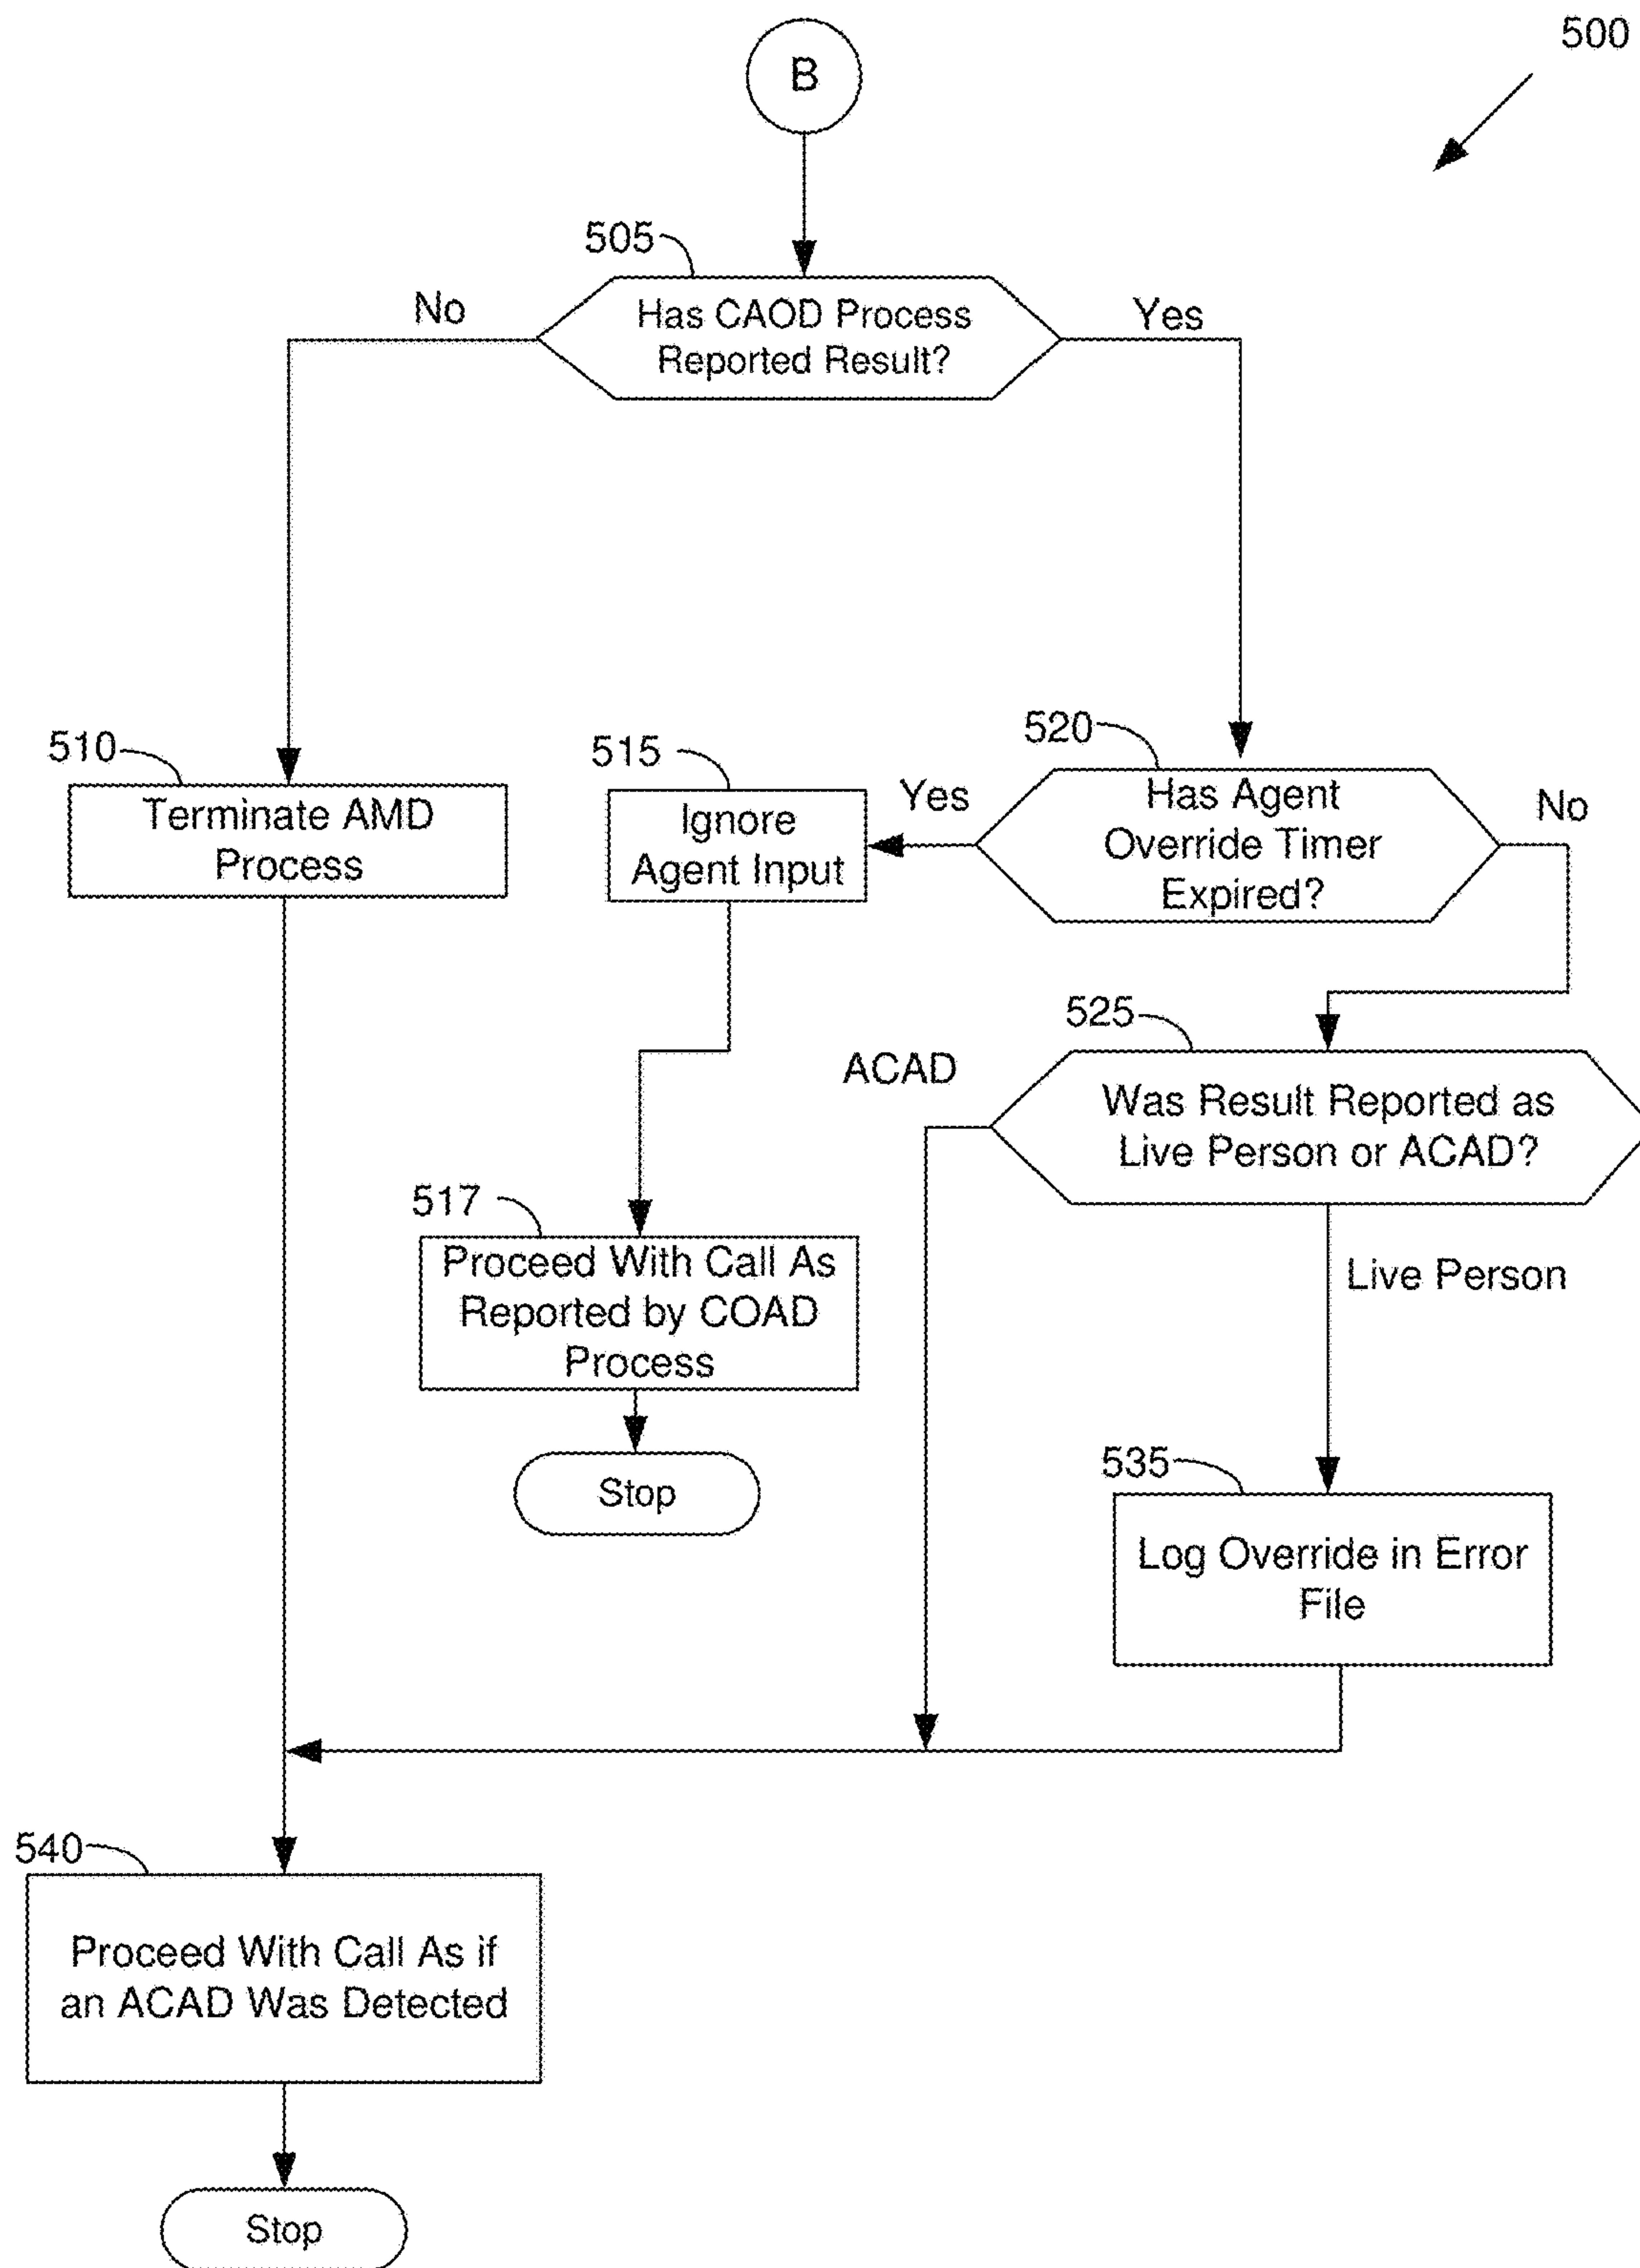 500
B
505
No
Has CAOD Process
Reported Result?
Yes
510
Terminate AMD
Process
515
Ignore
Agent Input
Yes
520
Has Agent
Override Timer
Expired?
No
525
ACAD
Was Result Reported as
Live Person or ACAD?
Live Person
517
Proceed With Call As
Reported by COAD
Process
Stop
535
Log Override in Error
File
540
Proceed With Call As if
an ACAD Was Detected
Stop